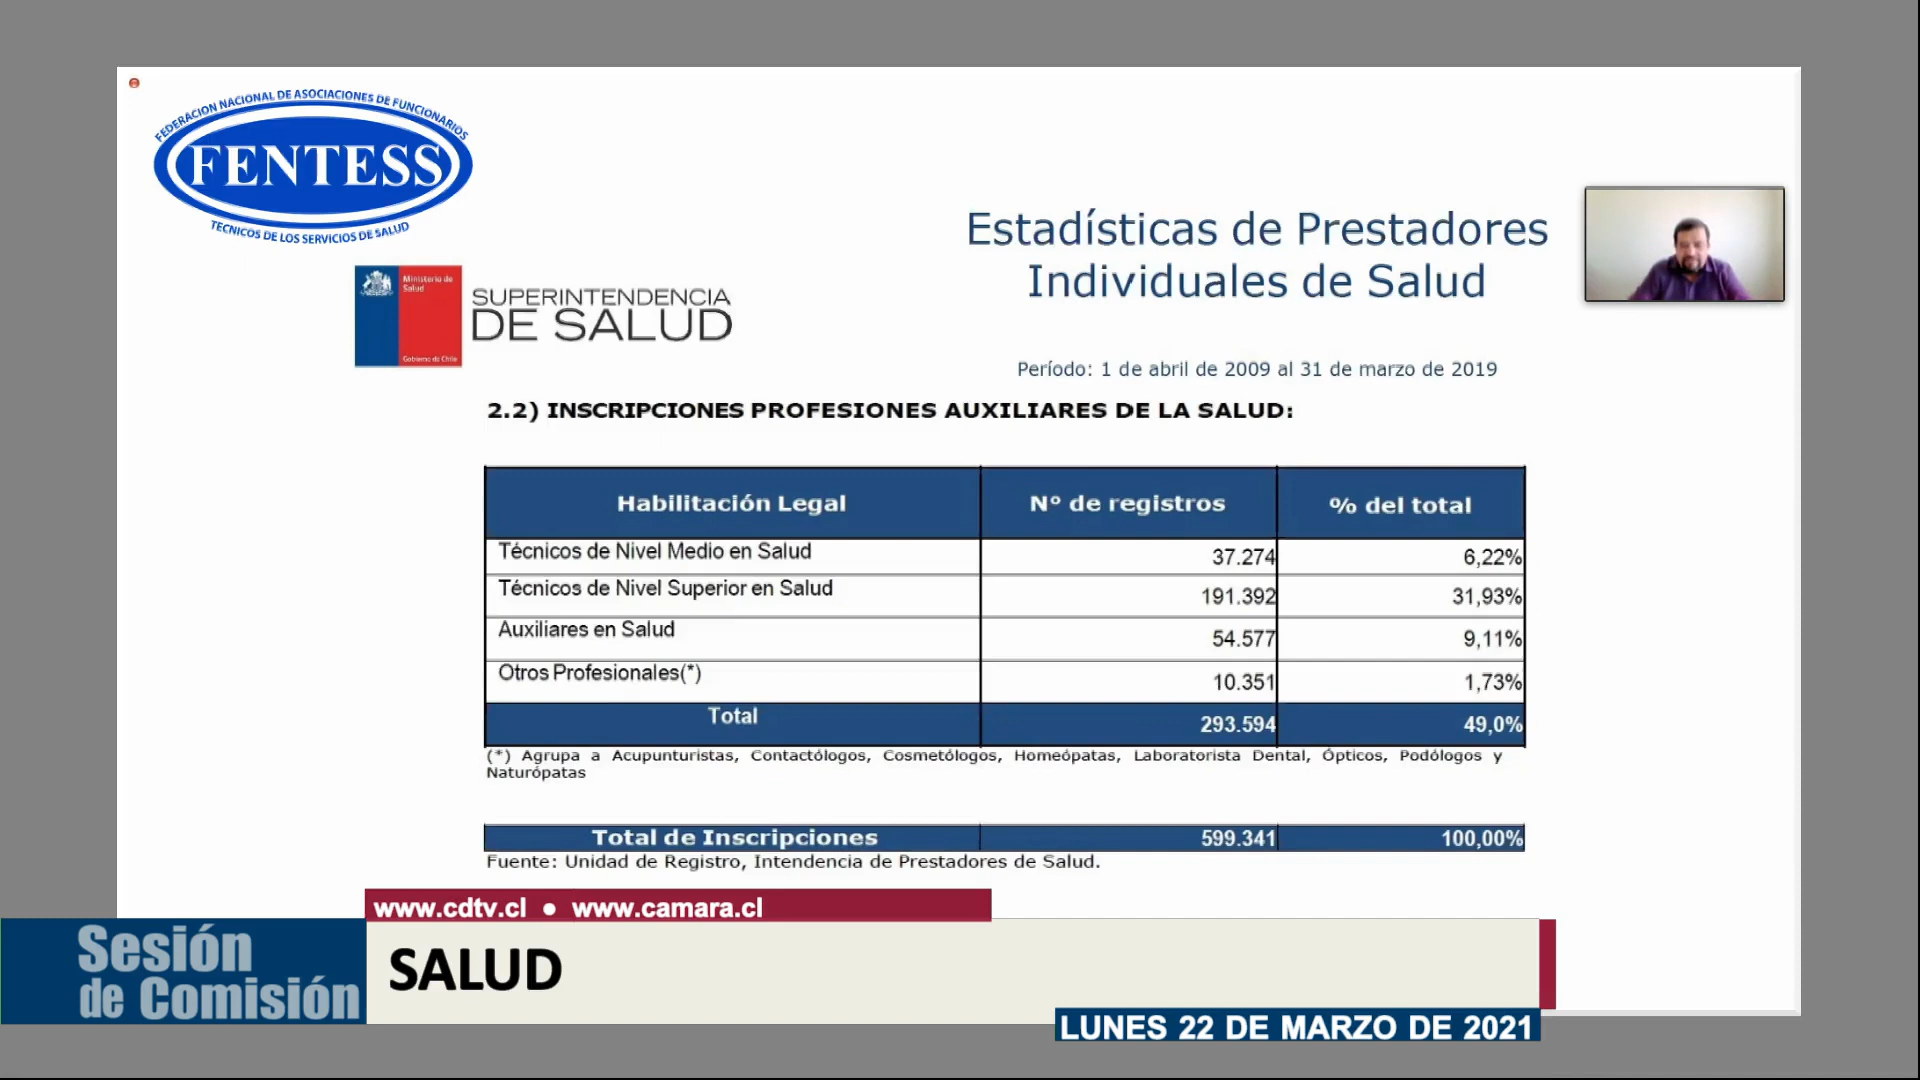 FEDERACION NACIONAL DE ASOCIACIONES DE FUNCIONARIOS
FENTESS
TECNICOS DE LOS SERVICIOS DE SALUD
Ministerio de
Salud
Gobierno de Chile
SUPERINTENDENCIA
DE SALUD
Estadísticas de Prestadores
Individuales de Salud
Período: 1 de abril de 2009 al 31 de marzo de 2019
2.2) INSCRIPCIONES PROFESIONES AUXILIARES DE LA SALUD:
Habilitación Legal N° de registros % del total
Técnicos de Nivel Medio en Salud 37.274 6,22%
Técnicos de Nivel Superior en Salud 191.392 31,93%
Auxiliares en Salud 54.577 9,11%
Otros Profesionales(*) 10.351 1,73%
Total 293.594 49,0%
(*) Agrupa a Acupunturistas, Contactólogos, Cosmetólogos, Homeópatas, Laboratorista Dental, Ópticos, Podólogos y
Naturópatas
Total de Inscripciones 599.341 100,00%
Fuente: Unidad de Registro, Intendencia de Prestadores de Salud.
www.cdtv.cl ● www.camara.cl
Sesión
de Comisión
SALUD
LUNES 22 DE MARZO DE 2021